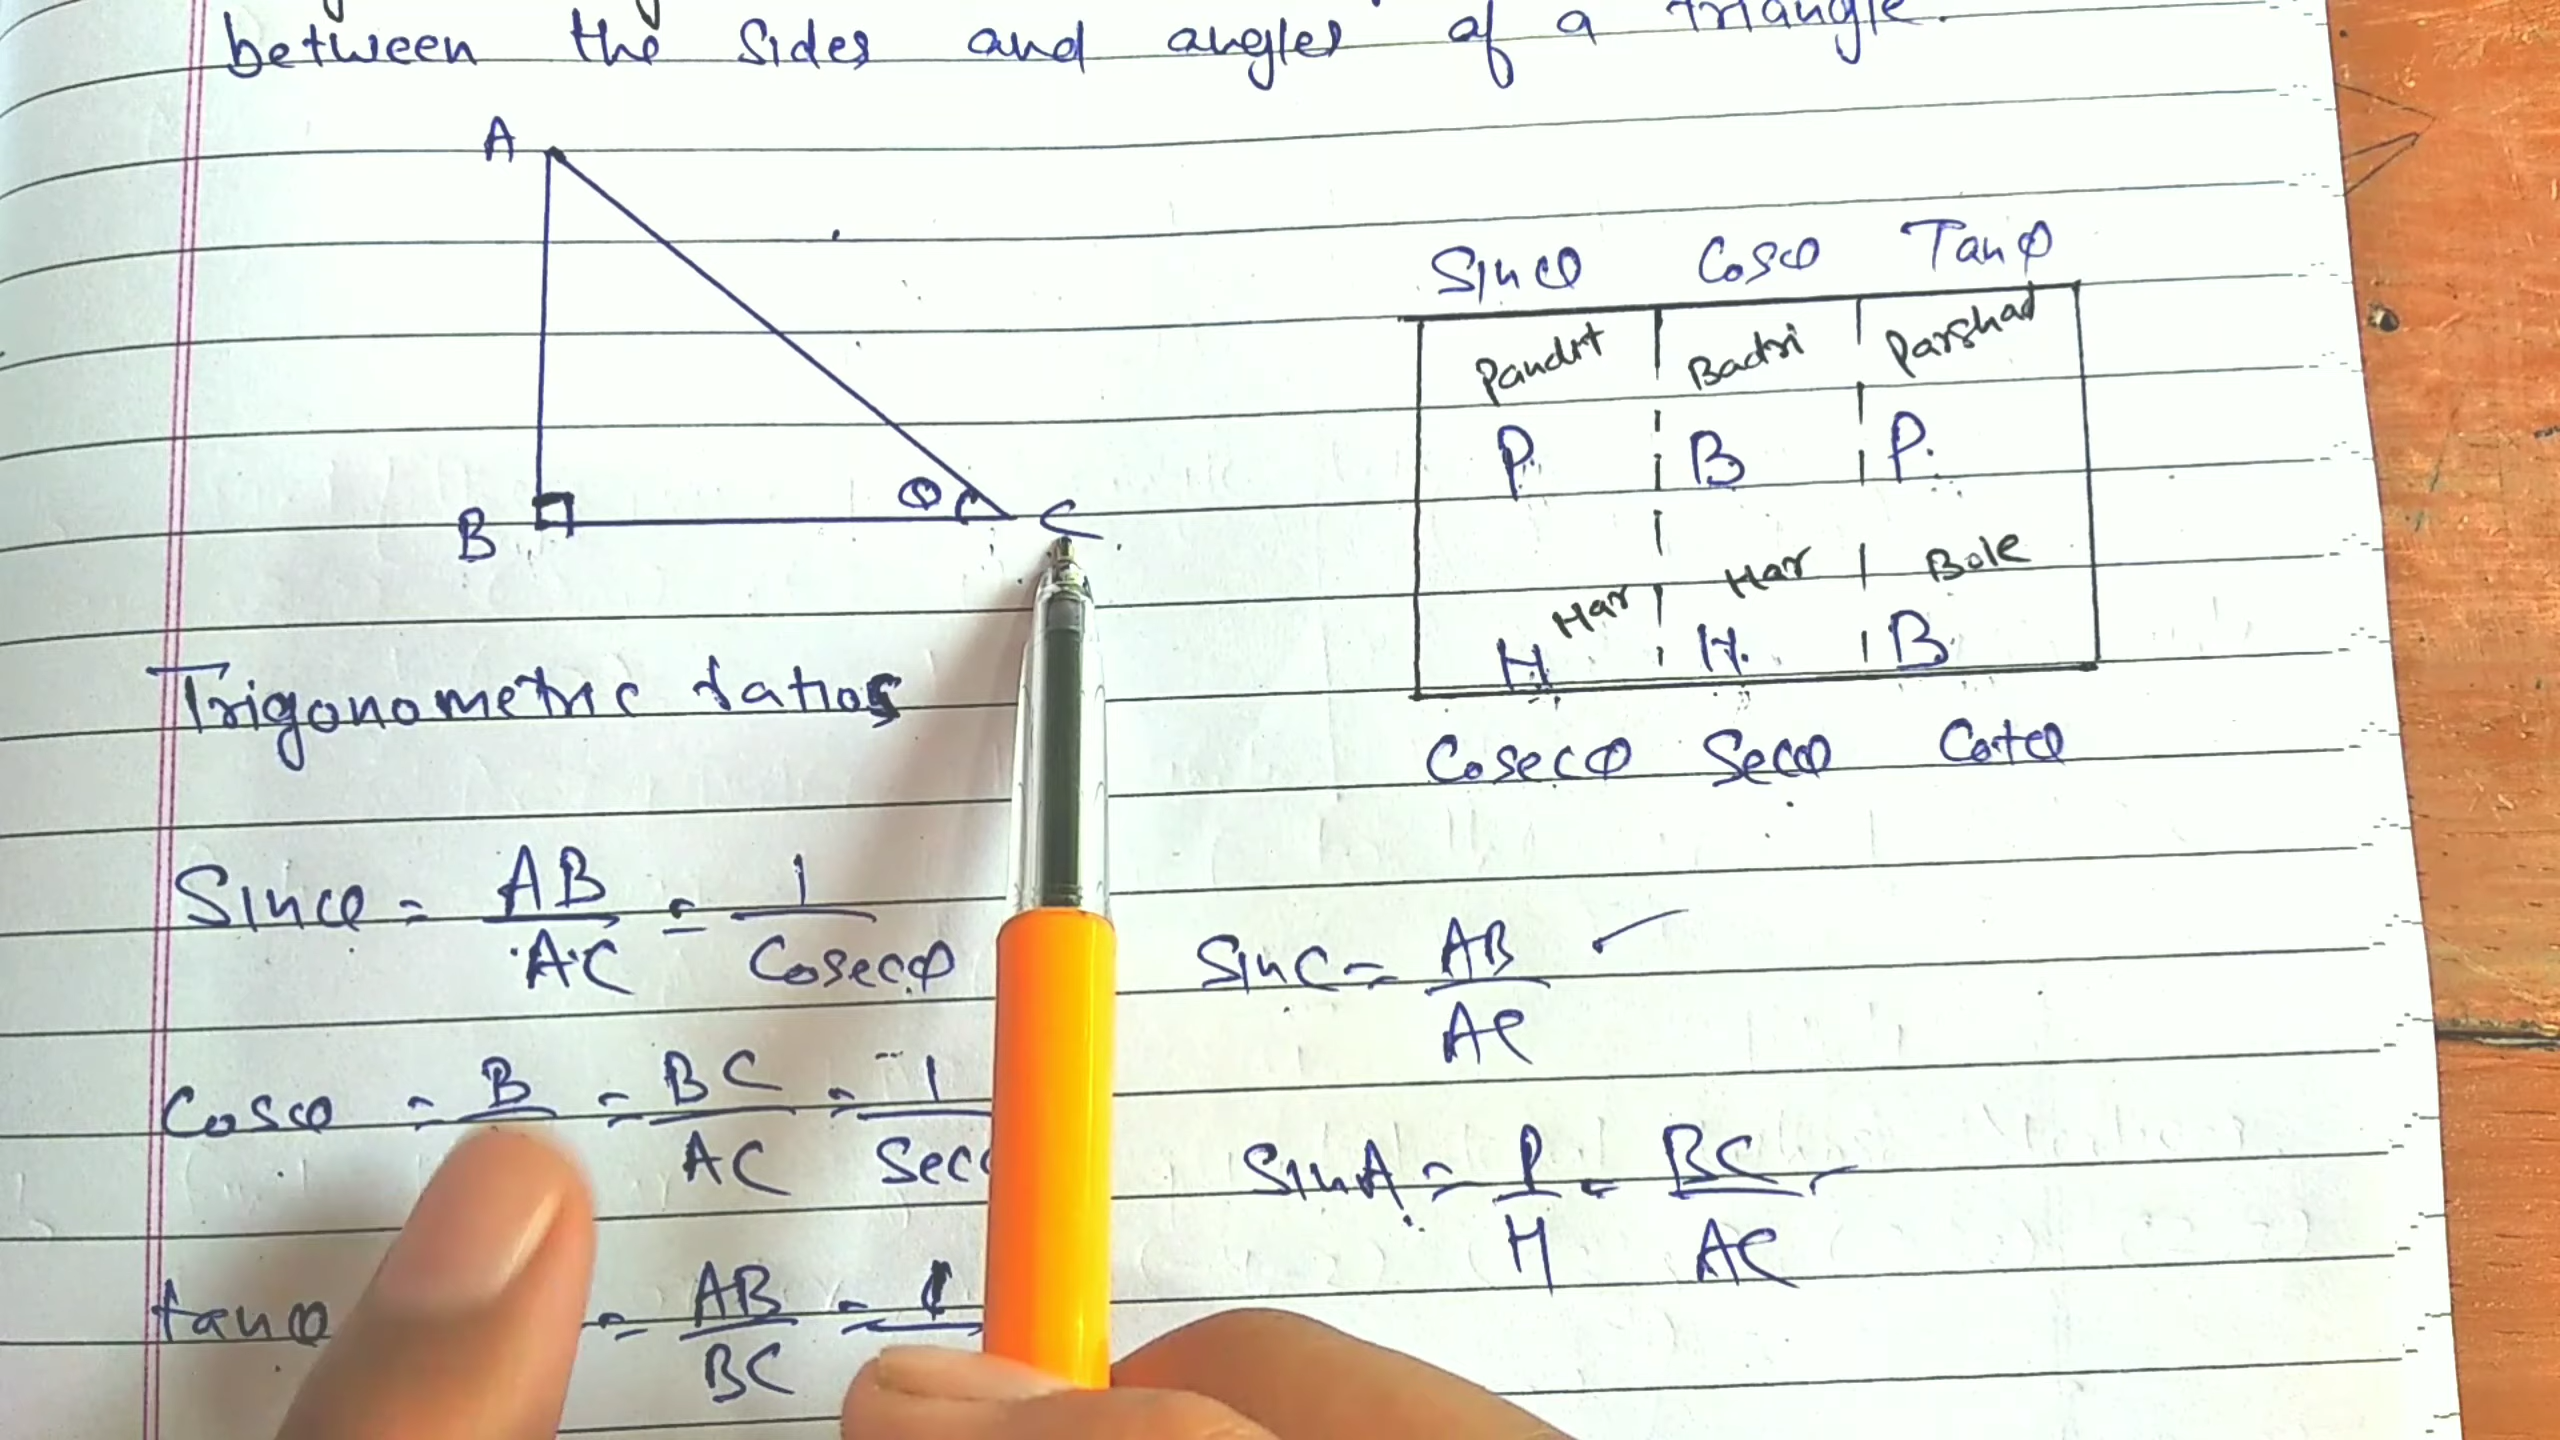 between the sides and angles of a triangle.
A
B
θ
C
Sinθ Cosθ Tanθ
Pandit Badri Parshad
P B P.
Har Har Bole
H H. B.
Cosecθ Secθ Cotθ
Trigonometric ratios
Sinθ = AB/AC = 1/Cosecθ
Cosθ = B = BC/AC = 1/Sec
tanθ = AB/BC = 1
SinC = AB/AC
SinA = P/H = BC/AC